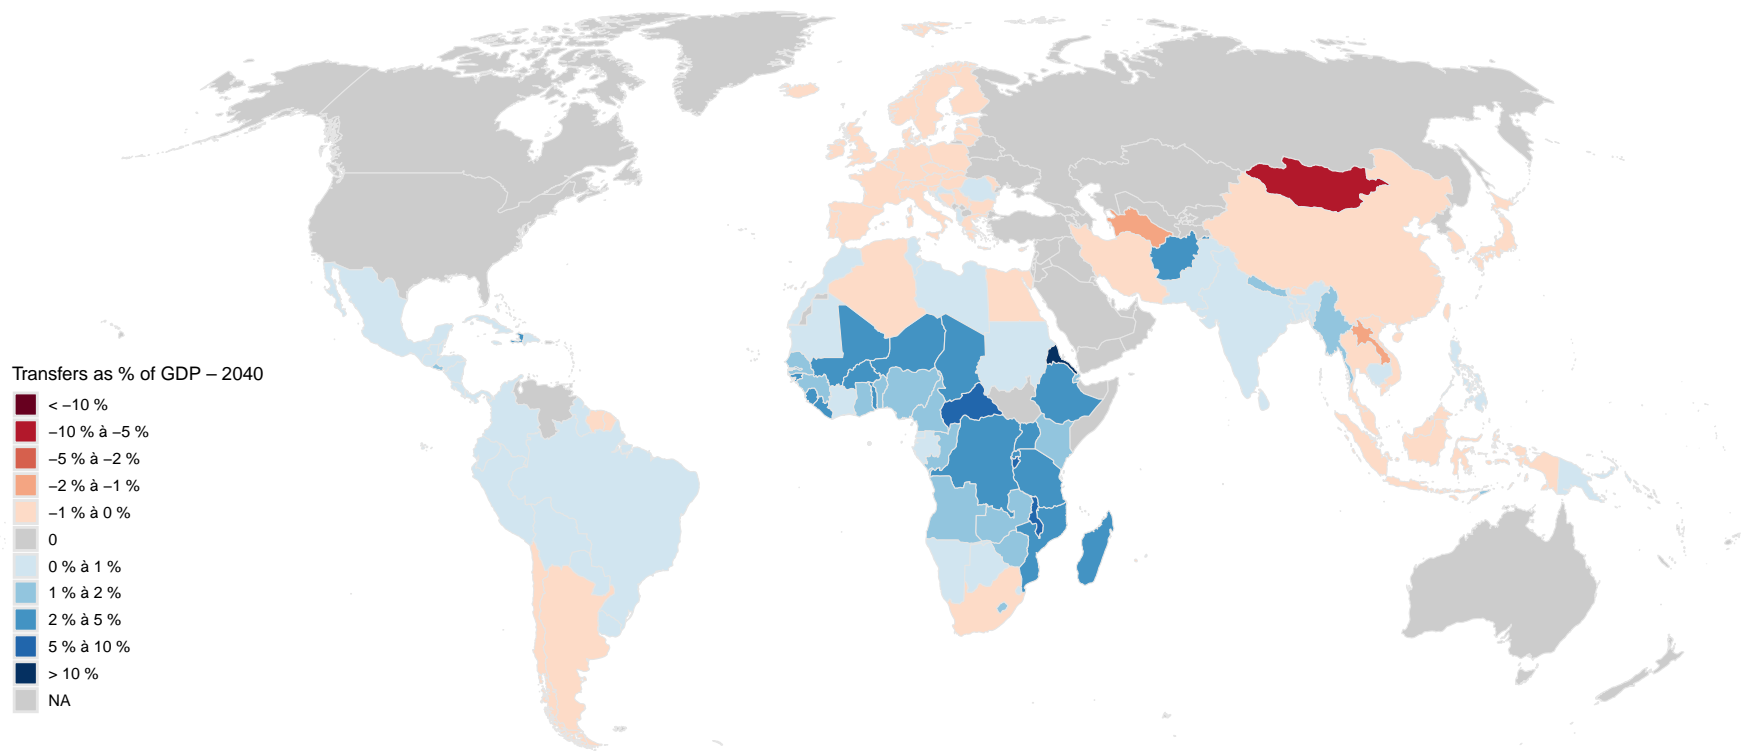 Transfers as % of GDP – 2040
< –10 %
–10 % à –5 %
–5 % à –2 %
–2 % à –1 %
–1 % à 0 %
0
0 % à 1 %
1 % à 2 %
2 % à 5 %
5 % à 10 %
> 10 %
NA